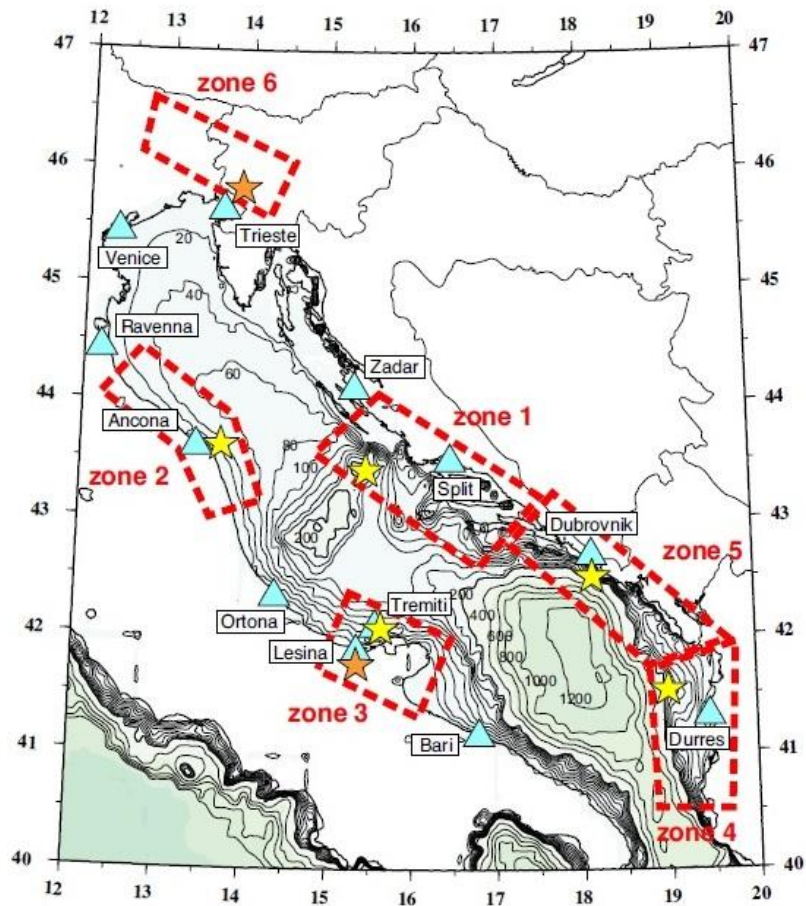 12 13 14 15 16 17 18 19 20
47 47
zone 6
46 46
Trieste
20
Venice
45 45
40
Ravenna
Zadar
44 60 44
zone 1
Ancona
80
100
zone 2
Split
43 43
Dubrovnik
200
zone 5
200
Tremiti
400
Ortona
42 600 42
Lesina
800
1000
1200
zone 3
Durres
Bari
41 41
zone 4
40 40
12 13 14 15 16 17 18 19 20